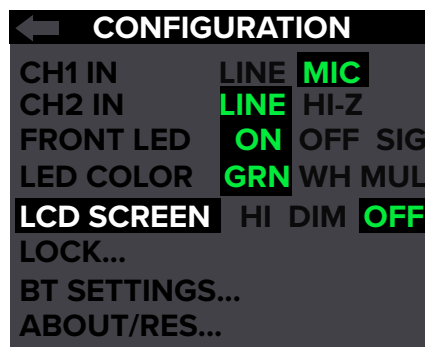 CONFIGURATION
CH1 IN LINE MIC
CH2 IN LINE HI-Z
FRONT LED ON OFF SIG
LED COLOR GRN WH MUL
LCD SCREEN HI DIM OFF
LOCK...
BT SETTINGS...
ABOUT/RES...